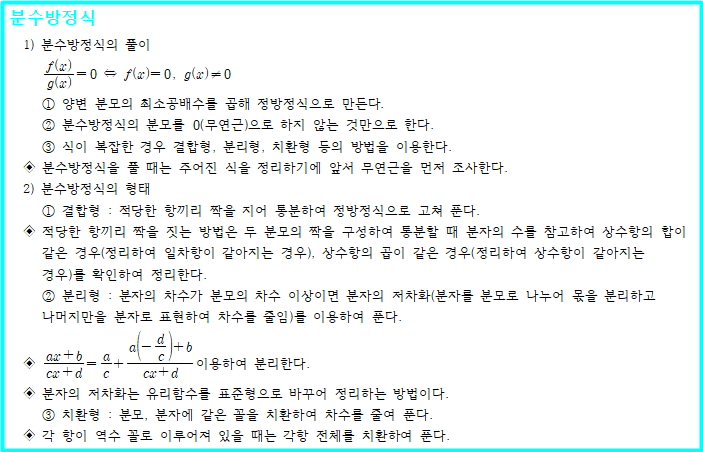 분수방정식
1) 분수방정식의 풀이
f(x)/g(x) = 0 ⇔ f(x)=0, g(x)≠0
① 양변 분모의 최소공배수를 곱해 정방정식으로 만든다.
② 분수방정식의 분모를 0(무연근)으로 하지 않는 것만으로 한다.
③ 식이 복잡한 경우 결합형, 분리형, 치환형 등의 방법을 이용한다.
◈ 분수방정식을 풀 때는 주어진 식을 정리하기에 앞서 무연근을 먼저 조사한다.
2) 분수방정식의 형태
① 결합형 : 적당한 항끼리 짝을 지어 통분하여 정방정식으로 고쳐 푼다.
◈ 적당한 항끼리 짝을 짓는 방법은 두 분모의 짝을 구성하여 통분할 때 분자의 수를 참고하여 상수항의 합이
같은 경우(정리하여 일차항이 같아지는 경우), 상수항의 곱이 같은 경우(정리하여 상수항이 같아지는
경우)를 확인하여 정리한다.
② 분리형 : 분자의 차수가 분모의 차수 이상이면 분자의 저차화(분자를 분모로 나누어 몫을 분리하고
나머지만을 분자로 표현하여 차수를 줄임)를 이용하여 푼다.
◈ (ax+b)/(cx+d) = a/c + (a(-d/c)+b)/(cx+d) 이용하여 분리한다.
◈ 분자의 저차화는 유리함수를 표준형으로 바꾸어 정리하는 방법이다.
③ 치환형 : 분모, 분자에 같은 꼴을 치환하여 차수를 줄여 푼다.
◈ 각 항이 역수 꼴로 이루어져 있을 때는 각항 전체를 치환하여 푼다.